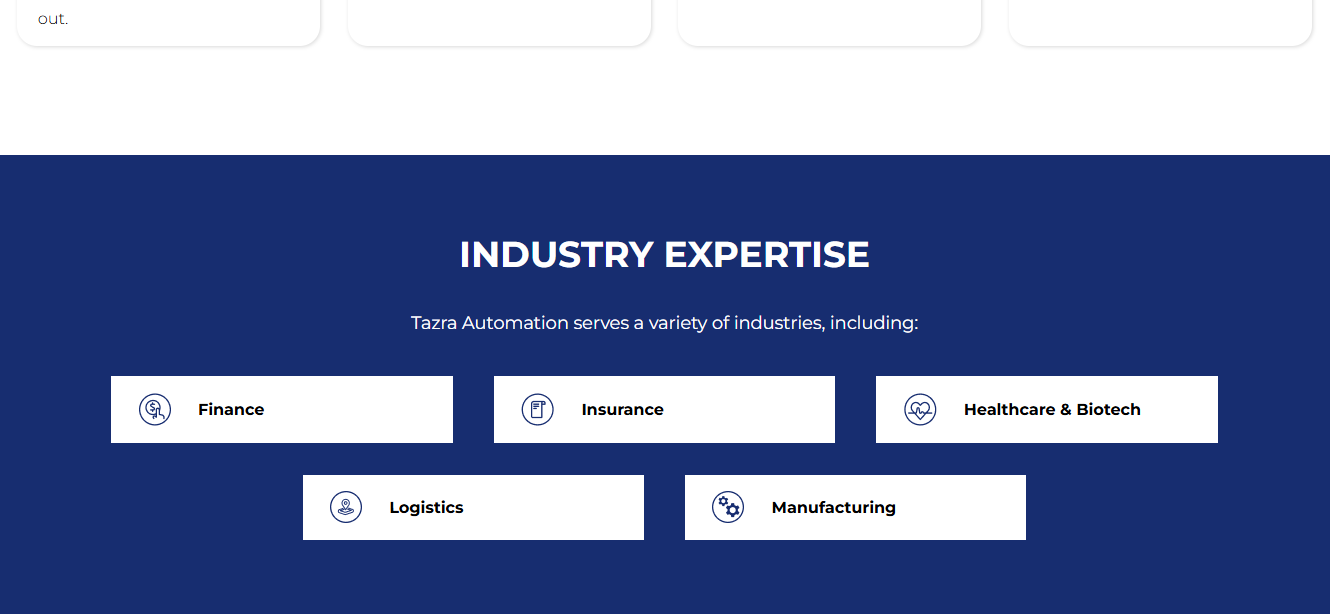 out.
INDUSTRY EXPERTISE
Tazra Automation serves a variety of industries, including:
Finance
Insurance
Healthcare & Biotech
Logistics
Manufacturing